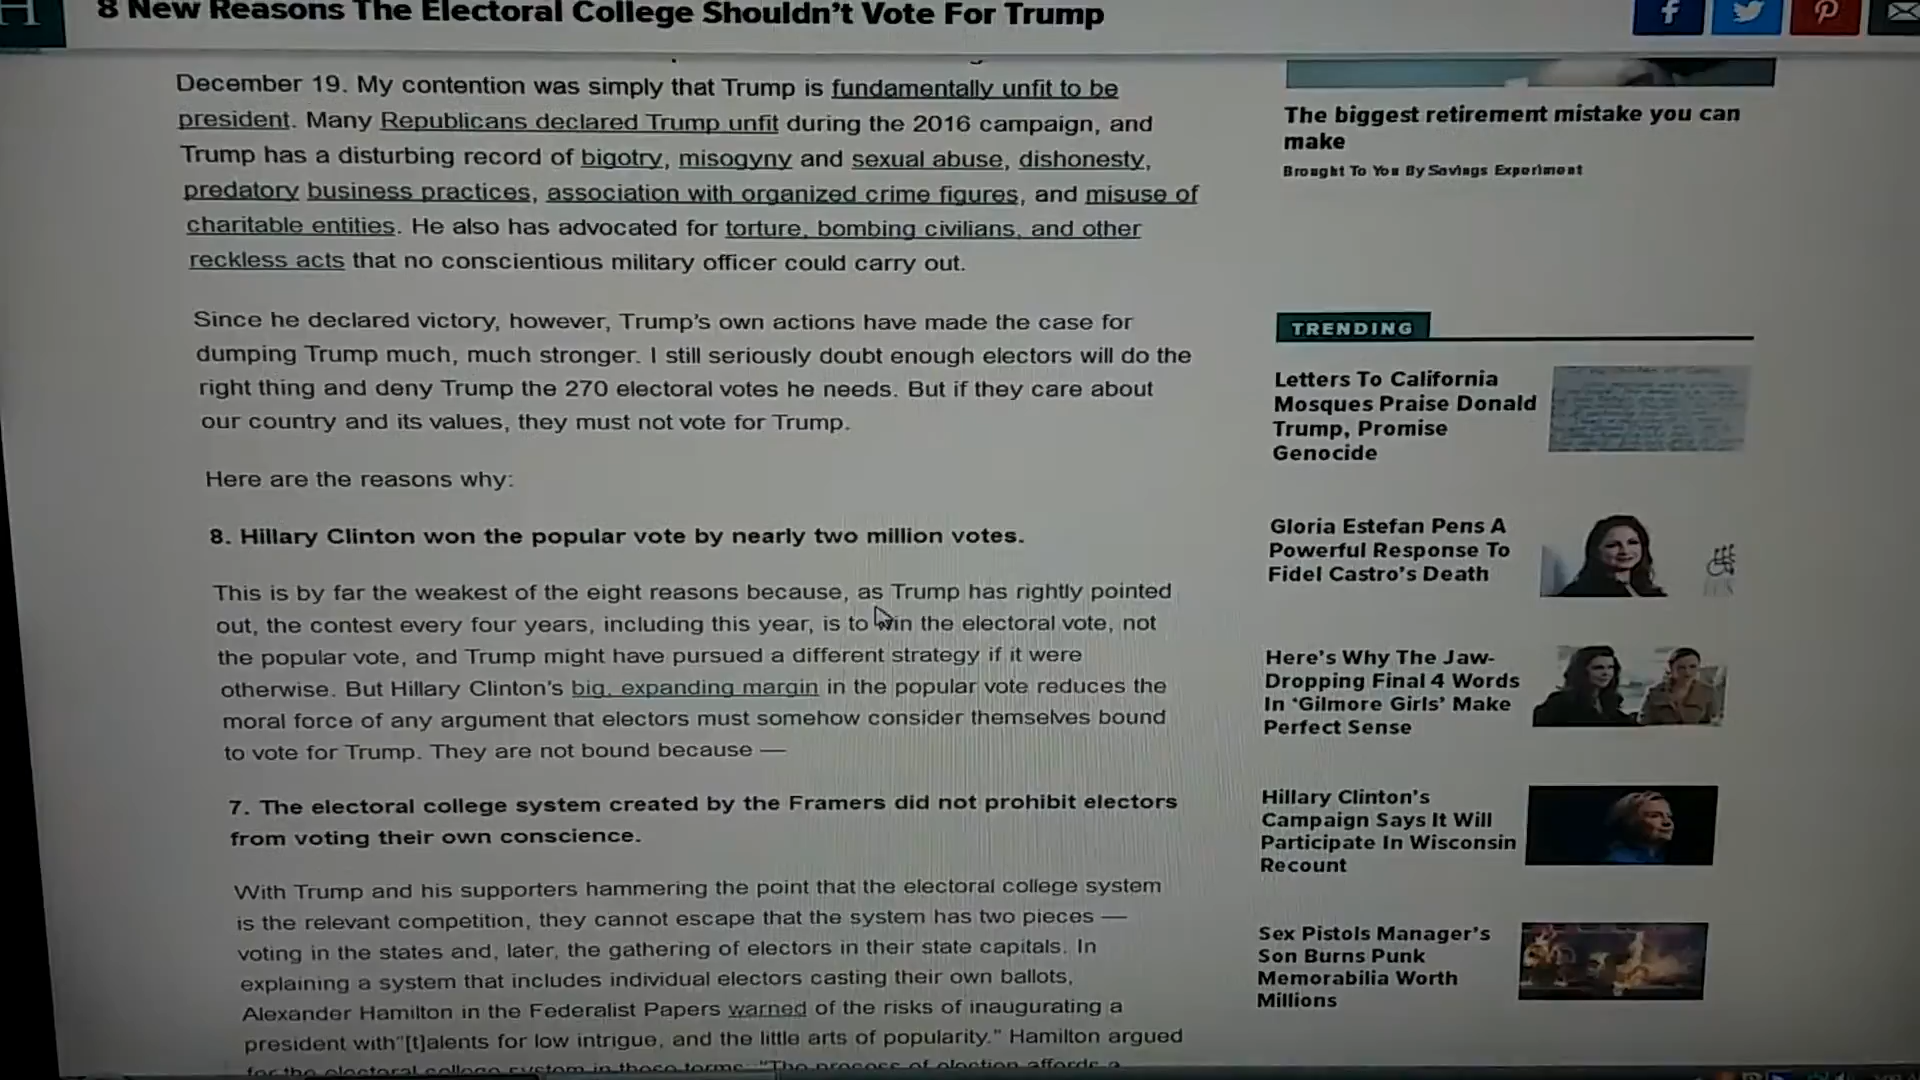 8 New Reasons The Electoral College Shouldn't Vote For Trump
December 19. My contention was simply that Trump is fundamentally unfit to be
president. Many Republicans declared Trump unfit during the 2016 campaign, and
Trump has a disturbing record of bigotry, misogyny and sexual abuse, dishonesty,
predatory business practices, association with organized crime figures, and misuse of
charitable entities. He also has advocated for torture, bombing civilians, and other
reckless acts that no conscientious military officer could carry out.
Since he declared victory, however, Trump's own actions have made the case for
dumping Trump much, much stronger. I still seriously doubt enough electors will do the
right thing and deny Trump the 270 electoral votes he needs. But if they care about
our country and its values, they must not vote for Trump.
Here are the reasons why:
8. Hillary Clinton won the popular vote by nearly two million votes.
This is by far the weakest of the eight reasons because, as Trump has rightly pointed
out, the contest every four years, including this year, is to win the electoral vote, not
the popular vote, and Trump might have pursued a different strategy if it were
otherwise. But Hillary Clinton's big, expanding margin in the popular vote reduces the
moral force of any argument that electors must somehow consider themselves bound
to vote for Trump. They are not bound because —
7. The electoral college system created by the Framers did not prohibit electors
from voting their own conscience.
With Trump and his supporters hammering the point that the electoral college system
is the relevant competition, they cannot escape that the system has two pieces —
voting in the states and, later, the gathering of electors in their state capitals. In
explaining a system that includes individual electors casting their own ballots,
Alexander Hamilton in the Federalist Papers warned of the risks of inaugurating a
president with"[t]alents for low intrigue, and the little arts of popularity." Hamilton argued
for the electoral college system in these terms: "The process of election affords a
The biggest retirement mistake you can
make
Brought To You By Savings Experiment
TRENDING
Letters To California
Mosques Praise Donald
Trump, Promise
Genocide
Gloria Estefan Pens A
Powerful Response To
Fidel Castro's Death
Here's Why The Jaw-
Dropping Final 4 Words
In 'Gilmore Girls' Make
Perfect Sense
Hillary Clinton's
Campaign Says It Will
Participate In Wisconsin
Recount
Sex Pistols Manager's
Son Burns Punk
Memorabilia Worth
Millions